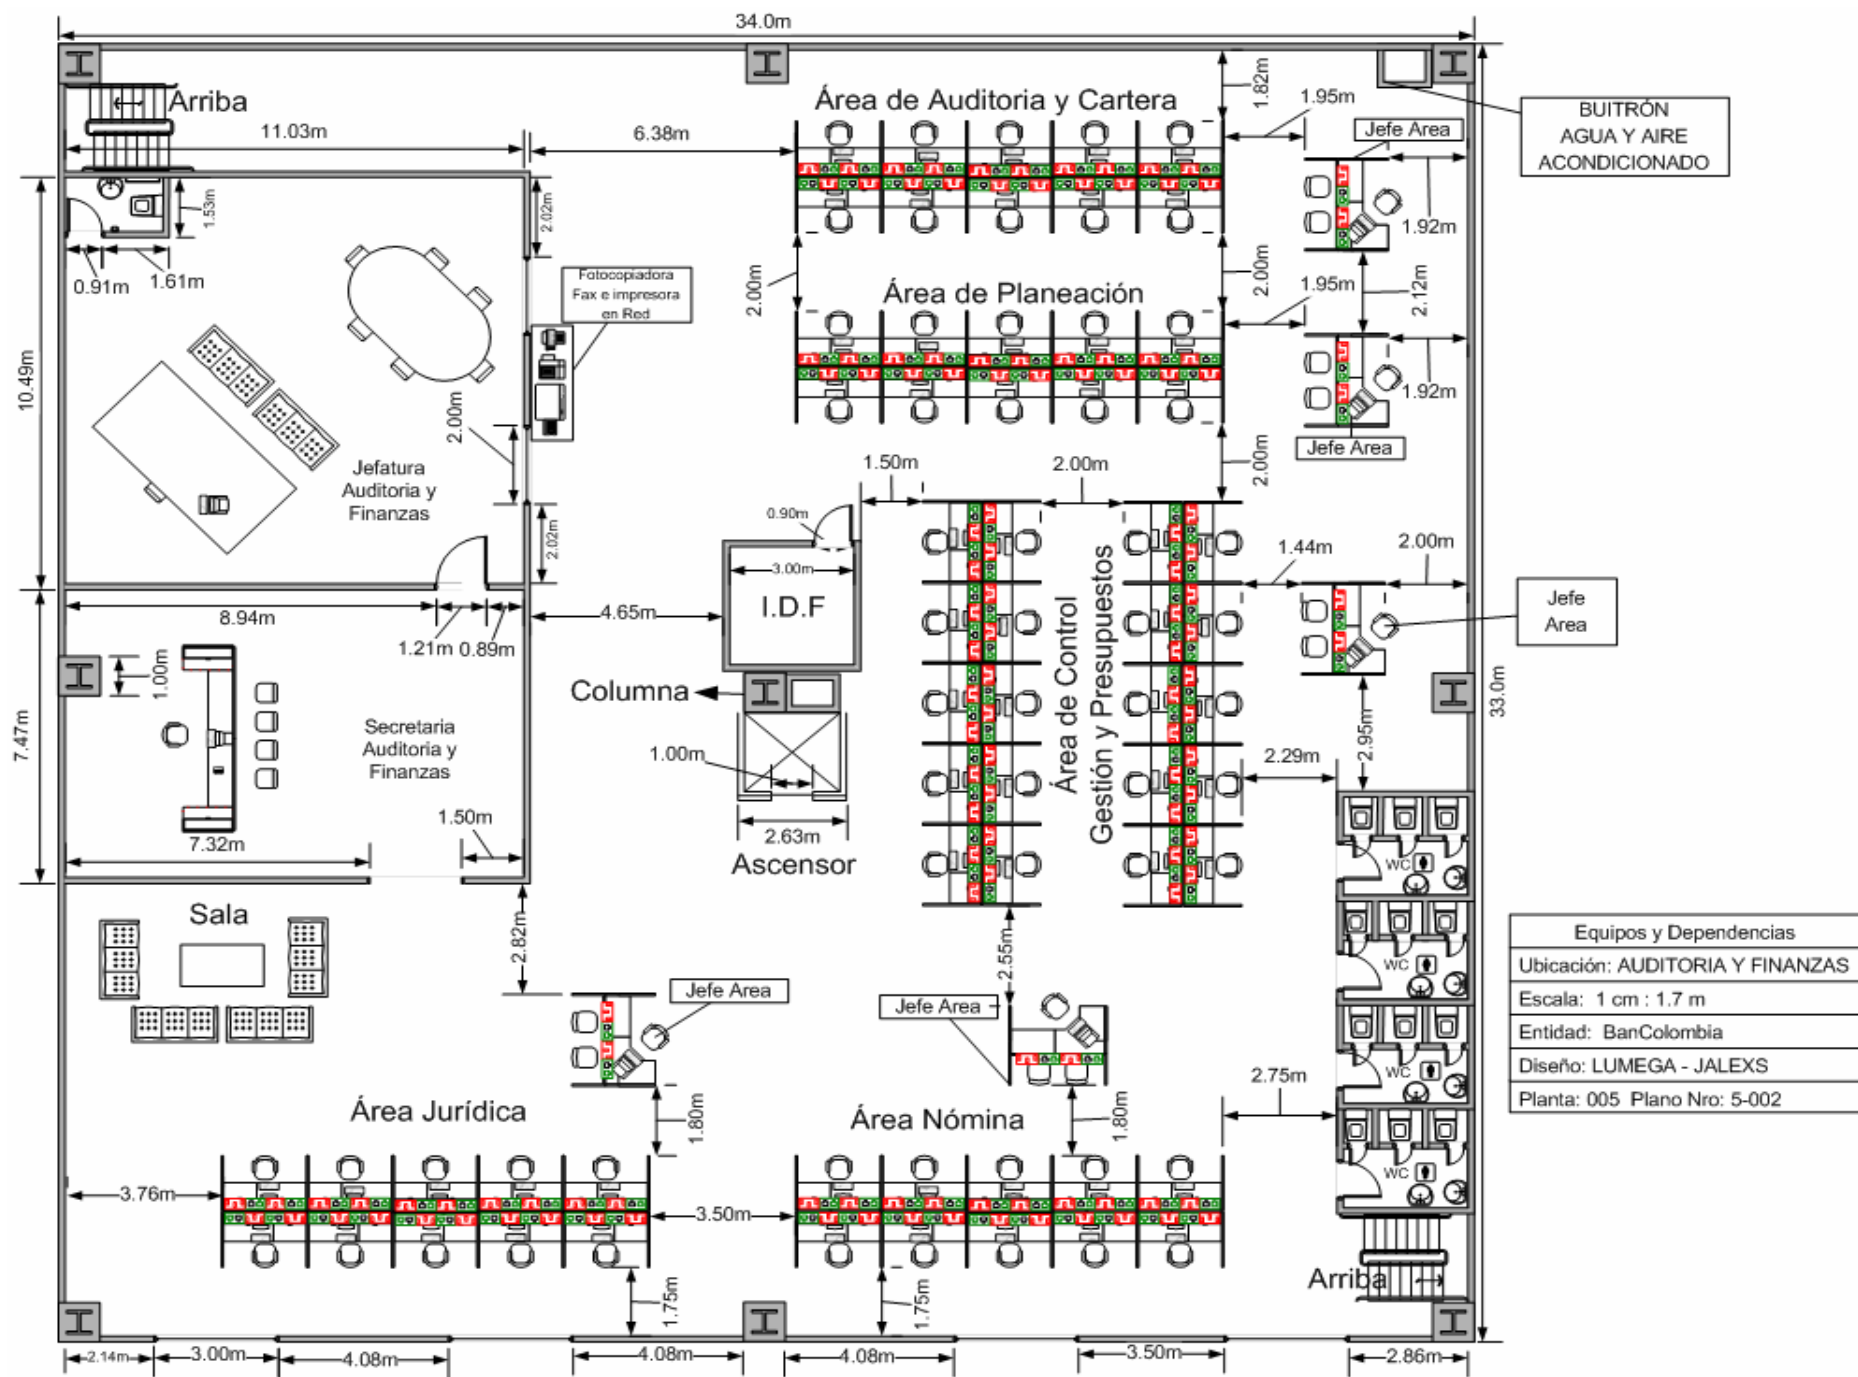 34.0m
Arriba
11.03m
6.38m
Área de Auditoria y Cartera
1.82m
1.95m
Jefe Area
BUITRÓN
AGUA Y AIRE
ACONDICIONADO
1.53m
2.02m
1.92m
0.91m
1.61m
Fotocopiadora
Fax e impresora
en Red
2.00m
Área de Planeación
2.00m
1.95m
2.12m
10.49m
2.00m
1.92m
Jefe Area
Jefatura
Auditoria y
Finanzas
2.02m
1.50m
2.00m
2.00m
0.90m
3.00m
I.D.F
1.44m
2.00m
Jefe
Area
8.94m
1.21m
0.89m
4.65m
Área de Control
Gestión y Presupuestos
1.00m
Columna
33.0m
7.47m
Secretaria
Auditoria y
Finanzas
1.00m
2.95m
2.29m
1.50m
7.32m
2.63m
Ascensor
WC
Sala
2.82m
2.55m
WC
Equipos y Dependencias
Ubicación: AUDITORIA Y FINANZAS
Escala: 1 cm : 1.7 m
Entidad: BanColombia
Diseño: LUMEGA - JALEXS
Planta: 005 Plano Nro: 5-002
Jefe Area
Jefe Area
WC
2.75m
Área Jurídica
1.80m
Área Nómina
1.80m
WC
3.76m
3.50m
Arriba
1.75m
1.75m
2.14m
3.00m
4.08m
4.08m
4.08m
3.50m
2.86m